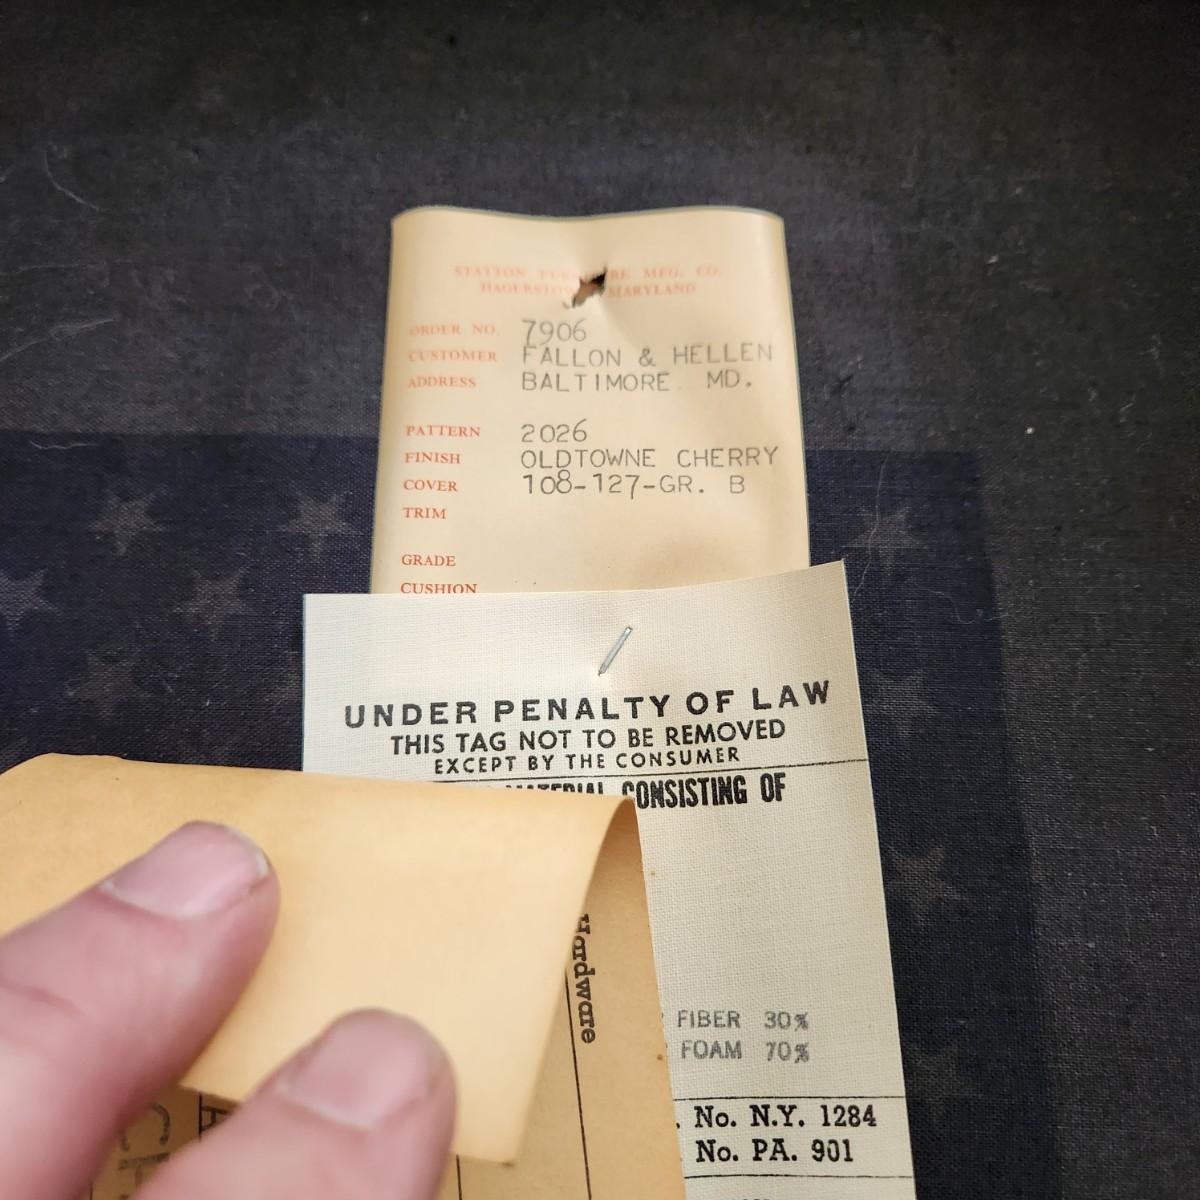 STATTON FURNITURE MFG. CO.
HAGERSTOWN MARYLAND
ORDER NO. 7906
CUSTOMER FALLON & HELLEN
ADDRESS BALTIMORE MD.
PATTERN 2026
FINISH OLDTOWNE CHERRY
COVER 108-127-GR. B
TRIM
GRADE
CUSHION
UNDER PENALTY OF LAW
THIS TAG NOT TO BE REMOVED
EXCEPT BY THE CONSUMER
MATERIAL CONSISTING OF
Hardware
FIBER 30%
FOAM 70%
No. N.Y. 1284
No. PA. 901